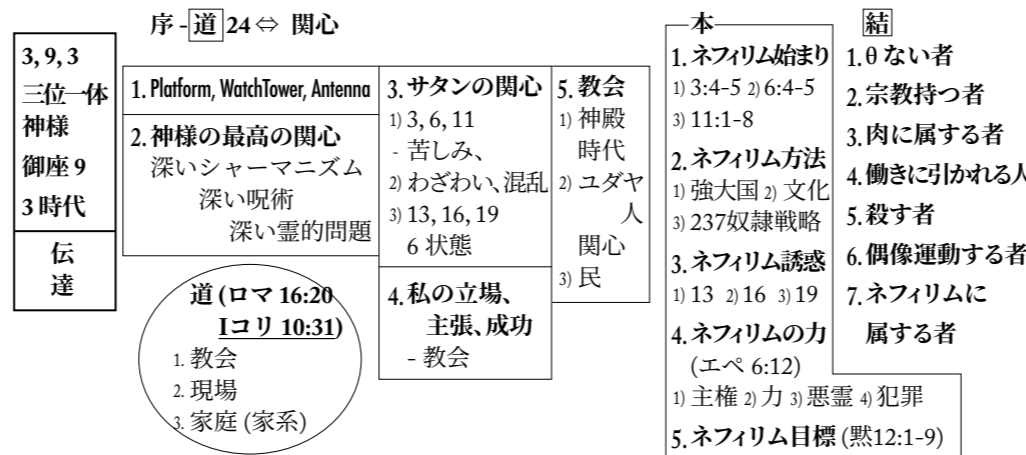 序 - 道 24 ⇔ 関心
3, 9, 3
三位一体
神様
御座 9
3 時代
伝
達
1. Platform, WatchTower, Antenna
2. 神様の最高の関心
深いシャーマニズム
深い呪術
深い霊的問題
道 (ロマ 16:20
Iコリ 10:31)
1. 教会
2. 現場
3. 家庭 (家系)
3. サタンの関心
1) 3, 6, 11
- 苦しみ、
2) わざわい、混乱
3) 13, 16, 19
6 状態
4. 私の立場、
主張、成功
- 教会
5. 教会
1) 神殿
時代
2) ユダヤ
人
関心
3) 民
本
1. ネフィリム始まり
1) 3:4-5 2) 6:4-5
3) 11:1-8
2. ネフィリム方法
1) 強大国 2) 文化
3) 237奴隷戦略
3. ネフィリム誘惑
1) 13 2) 16 3) 19
4. ネフィリムの力
(エペ 6:12)
1) 主権 2) 力 3) 悪霊 4) 犯罪
5. ネフィリム目標 (黙12:1-9)
結
1. θ ない者
2. 宗教持つ者
3. 肉に属する者
4. 働きに引かれる人
5. 殺す者
6. 偶像運動する者
7. ネフィリムに
属する者